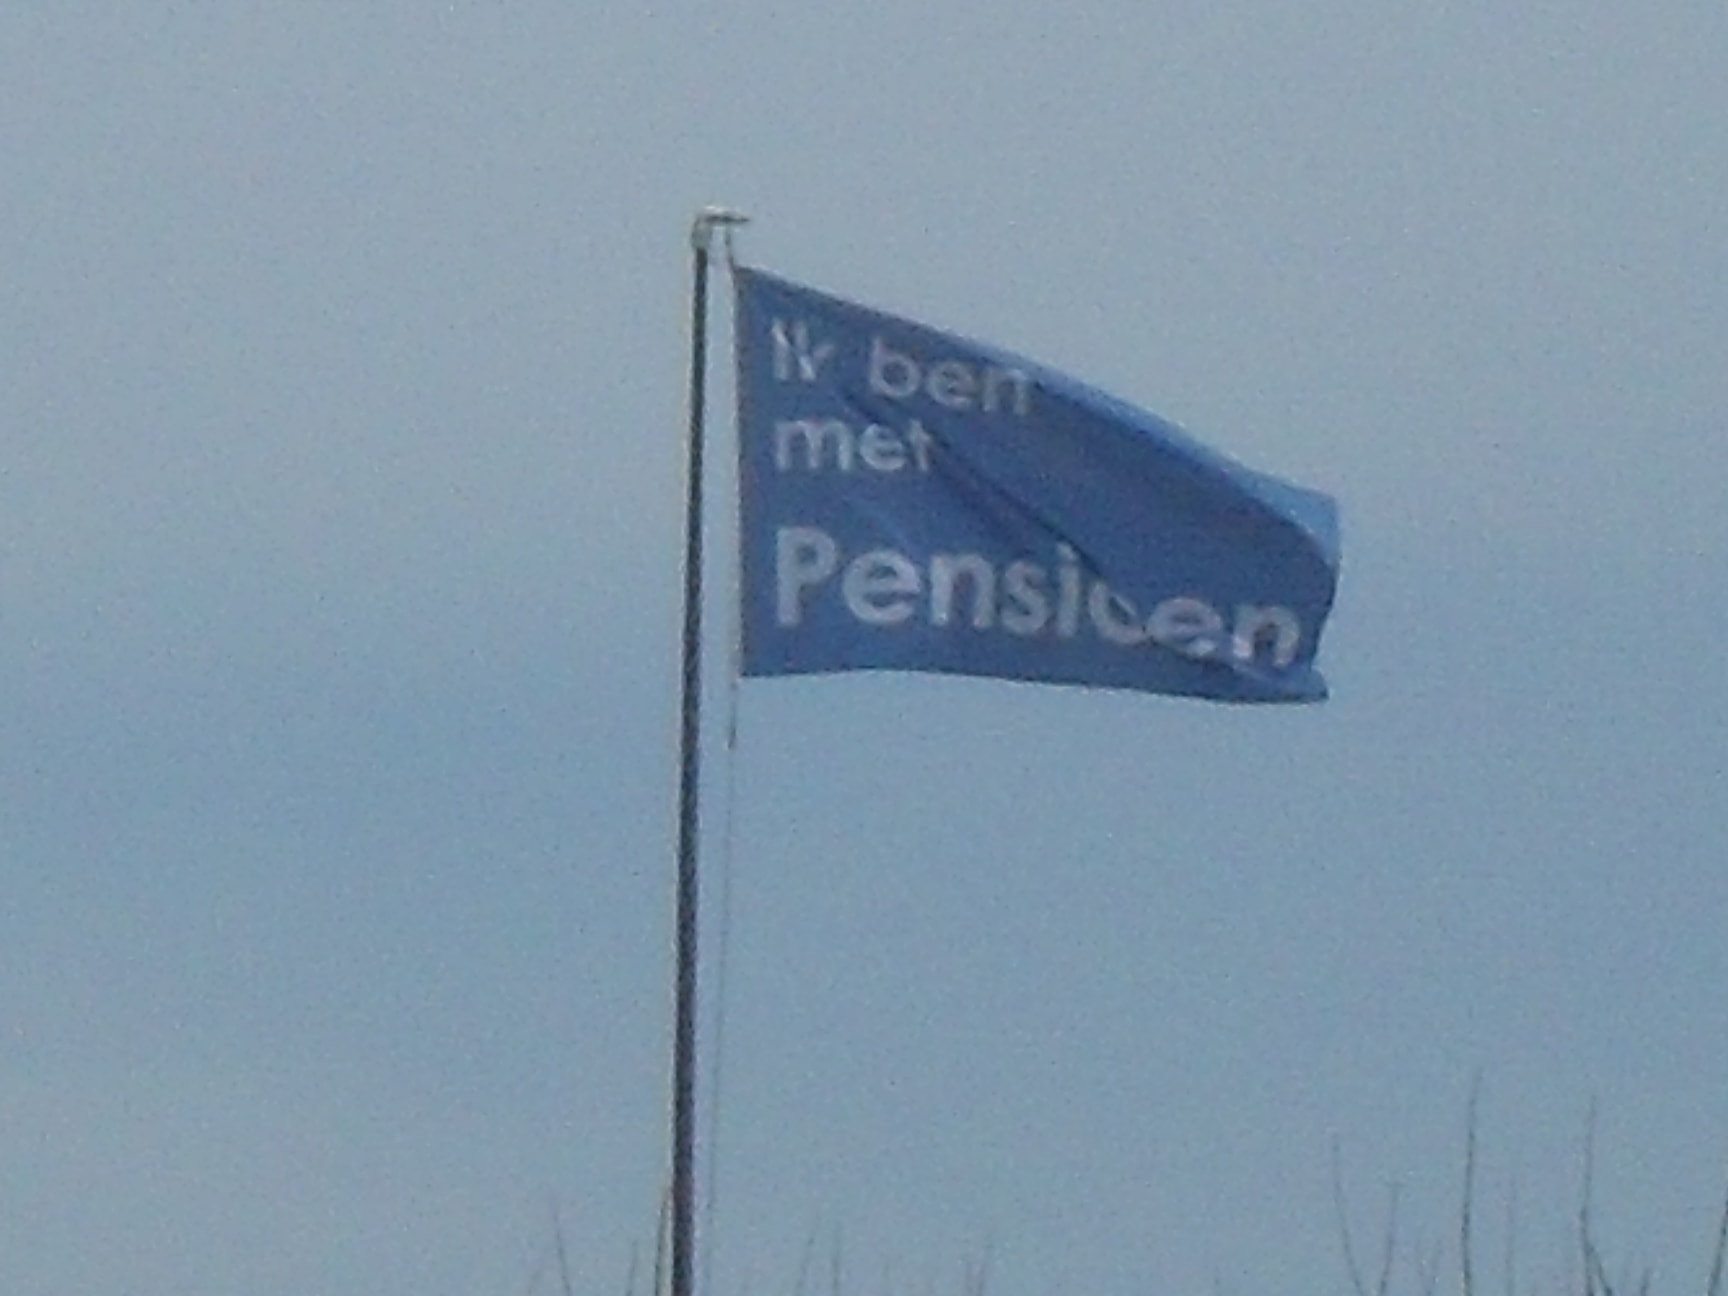 Ik ben
met
Pensioen